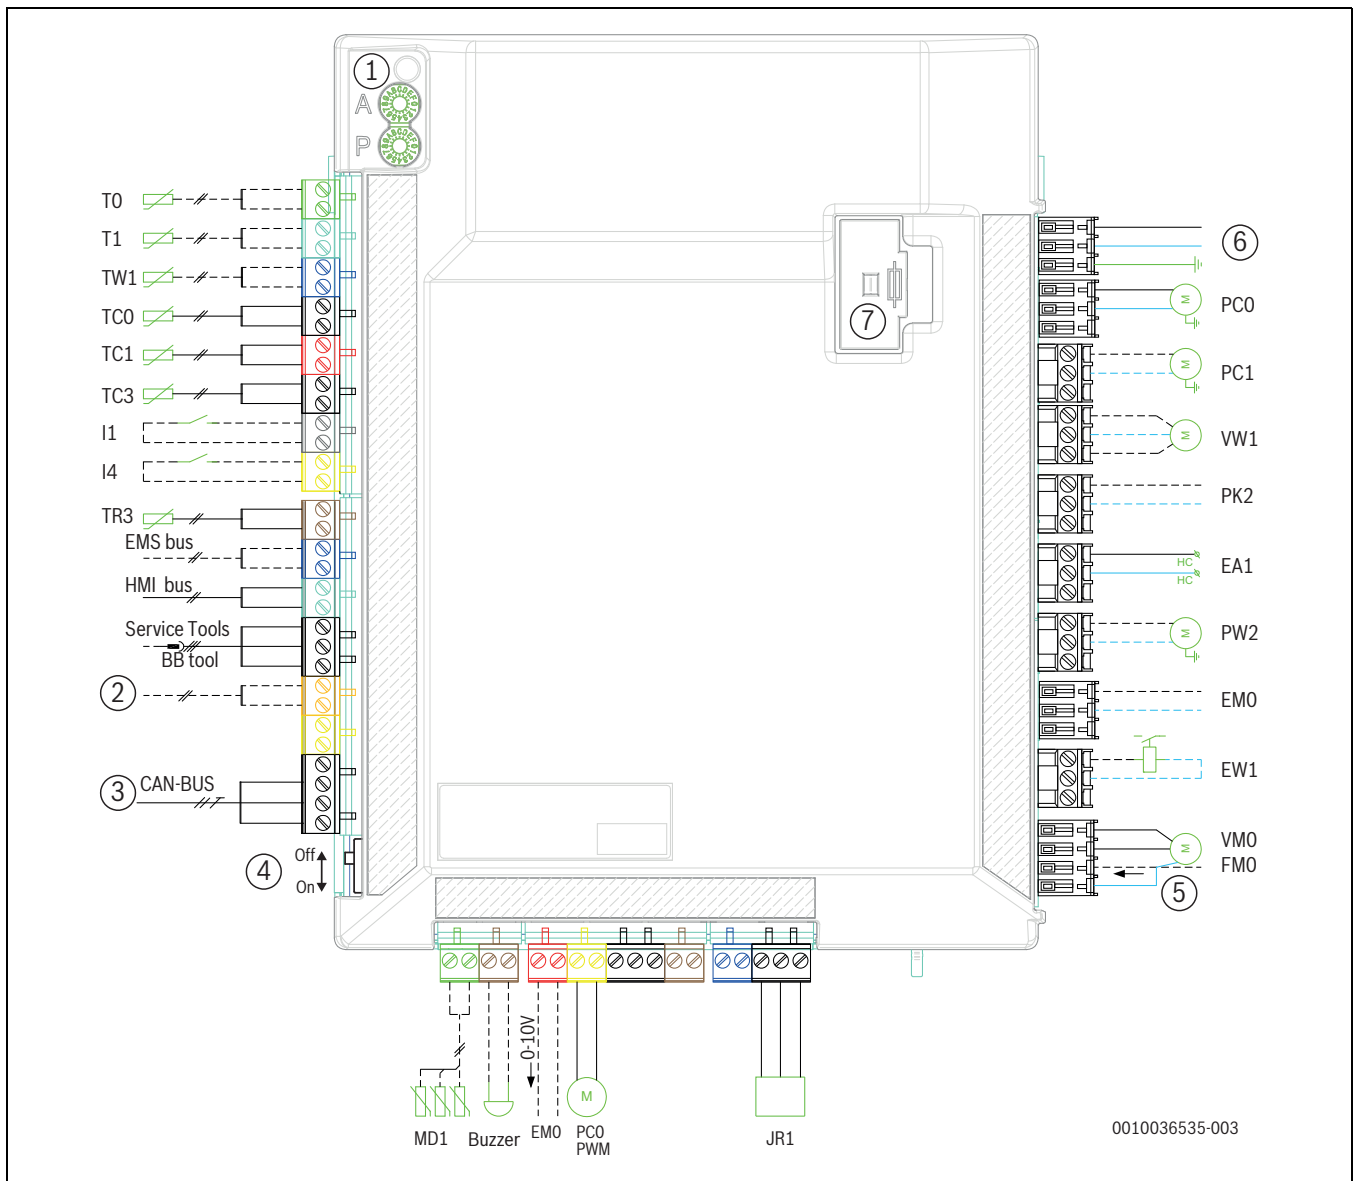 1
A
P
T0
T1
TW1
TC0
TC1
TC3
I1
I4
TR3
EMS bus
HMI bus
Service Tools
BB tool
2
3 CAN-BUS
4 Off
On
6
M PC0
M PC1
M VW1
PK2
HC EA1
HC
M PW2
EM0
EW1
M VM0
FM0
5
7
0-10V
M
MD1 Buzzer EM0 PC0
PWM
JR1
0010036535-003